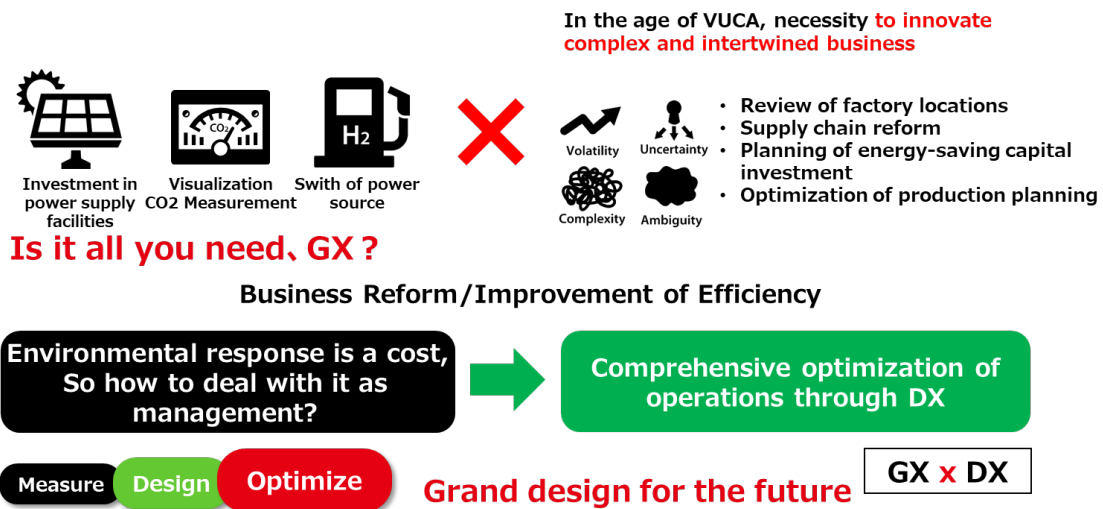 In the age of VUCA, necessity to innovate
complex and intertwined business
CO₂
H₂
Investment in
power supply
facilities
Visualization
CO2 Measurement
Swith of power
source
Volatility
Uncertainty
Complexity
Ambiguity
・ Review of factory locations
・ Supply chain reform
・ Planning of energy-saving capital
investment
・ Optimization of production planning
Is it all you need、GX？
Business Reform/Improvement of Efficiency
Environmental response is a cost,
So how to deal with it as
management?
Comprehensive optimization of
operations through DX
Measure
Design
Optimize
Grand design for the future
GX x DX